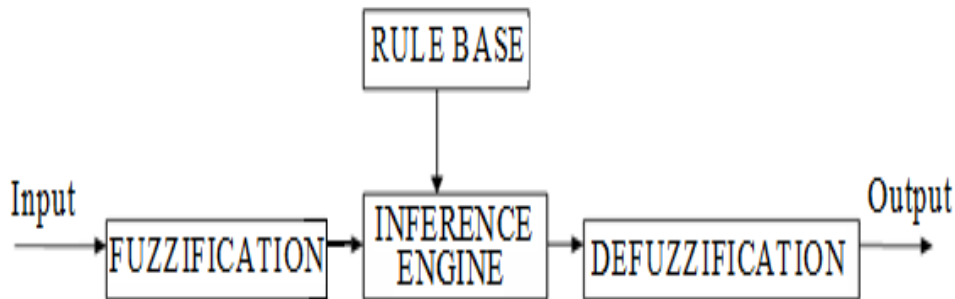 RULE BASE
Input
FUZZIFICATION
INFERENCE
ENGINE
DEFUZZIFICATION
Output